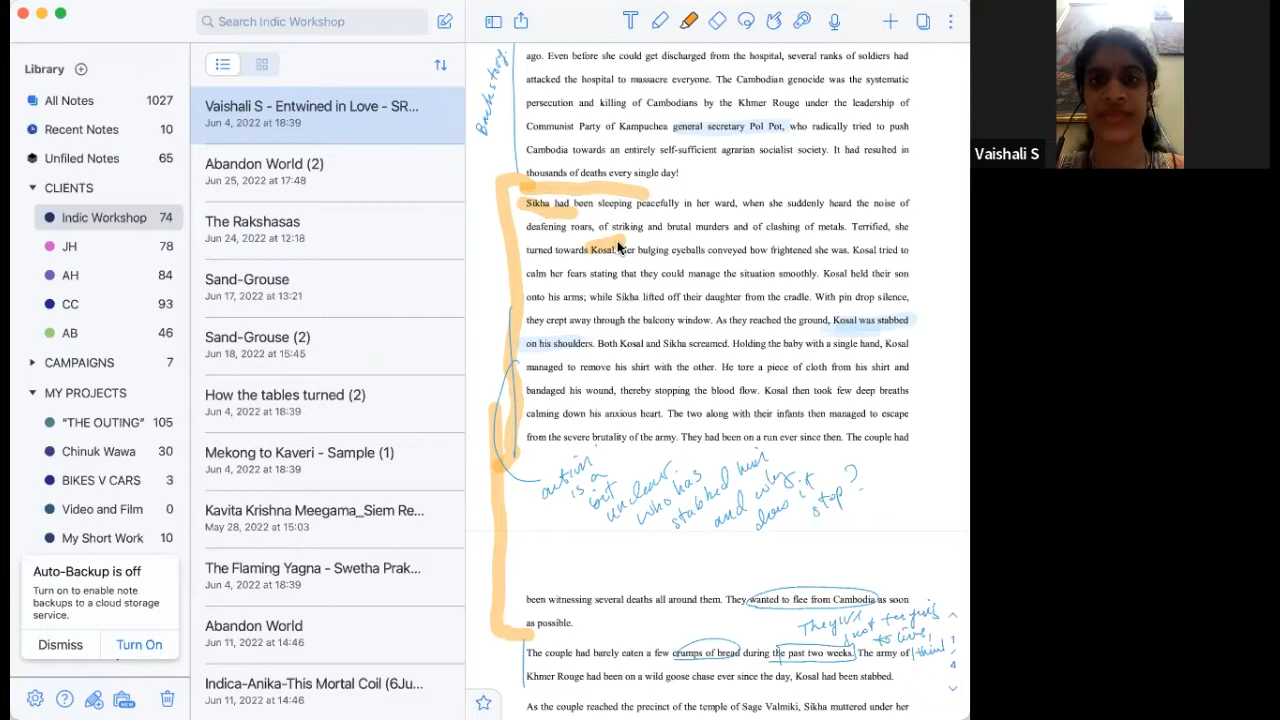 Search Indic Workshop
Library
All Notes 1027
Recent Notes 10
Unfiled Notes 65
CLIENTS
Indic Workshop 74
JH 78
AH 84
CC 93
AB 46
CAMPAIGNS 7
MY PROJECTS
"THE OUTING" 105
Chinuk Wawa 30
BIKES V CARS 3
Video and Film 0
My Short Work 10
Auto-Backup is off
Turn on to enable note
backups to a cloud storage
service.
Dismiss Turn On
Vaishali S - Entwined in Love - SR...
Jun 4, 2022 at 18:39
Abandon World (2)
Jun 25, 2022 at 17:48
The Rakshasas
Jun 24, 2022 at 12:18
Sand-Grouse
Jun 17, 2022 at 13:21
Sand-Grouse (2)
Jun 18, 2022 at 15:45
How the tables turned (2)
Jun 4, 2022 at 18:39
Mekong to Kaveri - Sample (1)
Jun 4, 2022 at 18:39
Kavita Krishna Meegama_Siem Re...
May 28, 2022 at 15:03
The Flaming Yagna - Swetha Prak...
Jun 4, 2022 at 18:39
Abandon World
Jun 11, 2022 at 14:46
Indica-Anika-This Mortal Coil (6Ju...
Jun 11, 2022 at 14:46
Backstory.
ago. Even before she could get discharged from the hospital, several ranks of soldiers had
attacked the hospital to massacre everyone. The Cambodian genocide was the systematic
persecution and killing of Cambodians by the Khmer Rouge under the leadership of
Communist Party of Kampuchea general secretary Pol Pot, who radically tried to push
Cambodia towards an entirely self-sufficient agrarian socialist society. It had resulted in
thousands of deaths every single day!
Sikha had been sleeping peacefully in her ward, when she suddenly heard the noise of
deafening roars, of striking and brutal murders and of clashing of metals. Terrified, she
turned towards Kosal. Her bulging eyeballs conveyed how frightened she was. Kosal tried to
calm her fears stating that they could manage the situation smoothly. Kosal held their son
onto his arms; while Sikha lifted off their daughter from the cradle. With pin drop silence,
they crept away through the balcony window. As they reached the ground, Kosal was stabbed
on his shoulders. Both Kosal and Sikha screamed. Holding the baby with a single hand, Kosal
managed to remove his shirt with the other. He tore a piece of cloth from his shirt and
bandaged his wound, thereby stopping the blood flow. Kosal then took few deep breaths
calming down his anxious heart. The two along with their infants then managed to escape
from the severe brutality of the army. They had been on a run ever since then. The couple had
action is a bit unclear. who has stabbed him and why does it stop?
been witnessing several deaths all around them. They wanted to flee from Cambodia as soon
as possible.
just to live, I think!
The couple had barely eaten a few crumps of bread during the past two weeks. The army of
Khmer Rouge had been on a wild goose chase ever since the day, Kosal had been stabbed.
As the couple reached the precinct of the temple of Sage Valmiki, Sikha muttered under her
4
Vaishali S